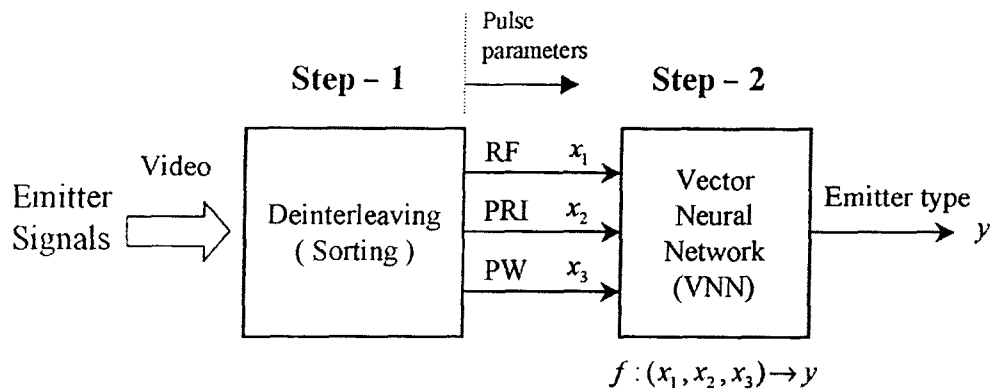 Pulse
parameters
Step – 1
Step – 2
Emitter
Signals
Video
Deinterleaving
( Sorting )
RF x₁
PRI x₂
PW x₃
Vector
Neural
Network
(VNN)
Emitter type
y
f : (x₁, x₂, x₃) → y